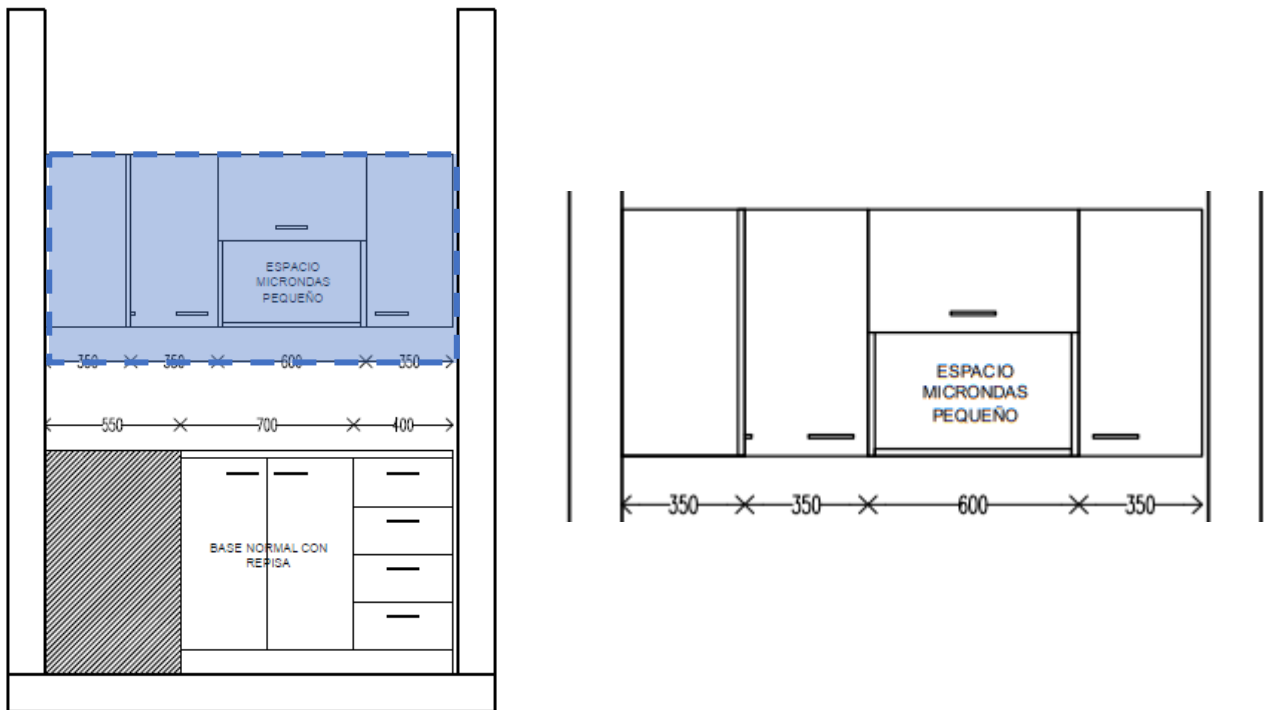 ESPACIO
MICRONDAS
PEQUEÑO
350
350
600
350
550
700
400
BASE NORMAL CON
REPISA
ESPACIO
MICRONDAS
PEQUEÑO
350
350
600
350